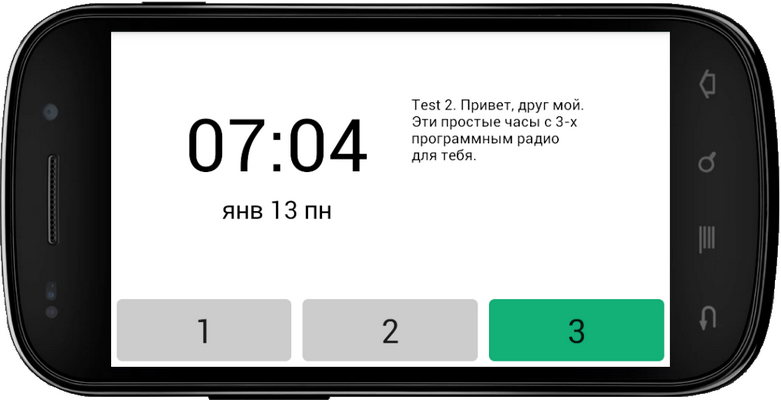 07:04
янв 13 пн
Test 2. Привет, друг мой.
Эти простые часы с 3-х
программным радио
для тебя.
1
2
3